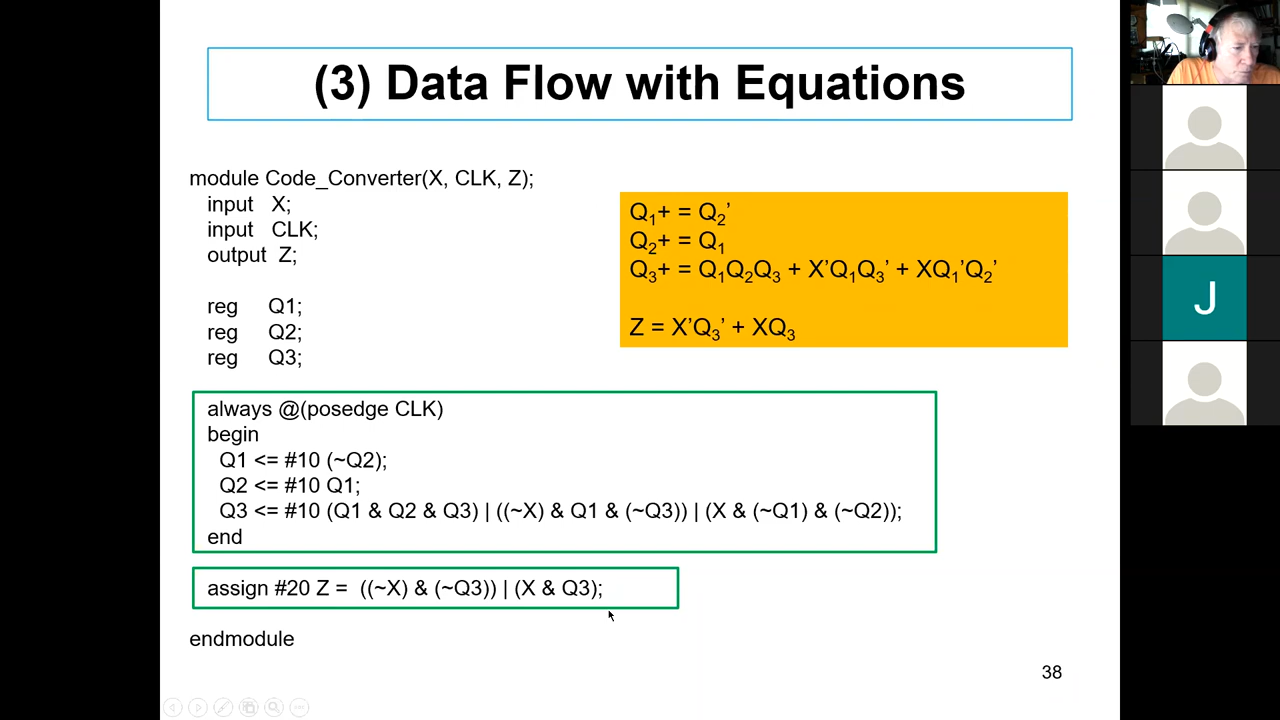 (3) Data Flow with Equations
module Code_Converter(X, CLK, Z);
input X;
input CLK;
output Z;
reg Q1;
reg Q2;
reg Q3;
Q₁+ = Q₂’
Q₂+ = Q₁
Q₃+ = Q₁Q₂Q₃ + X’Q₁Q₃’ + XQ₁’Q₂’
Z = X’Q₃’ + XQ₃
always @(posedge CLK)
begin
Q1 <= #10 (~Q2);
Q2 <= #10 Q1;
Q3 <= #10 (Q1 & Q2 & Q3) | ((~X) & Q1 & (~Q3)) | (X & (~Q1) & (~Q2));
end
assign #20 Z = ((~X) & (~Q3)) | (X & Q3);
endmodule
38
J